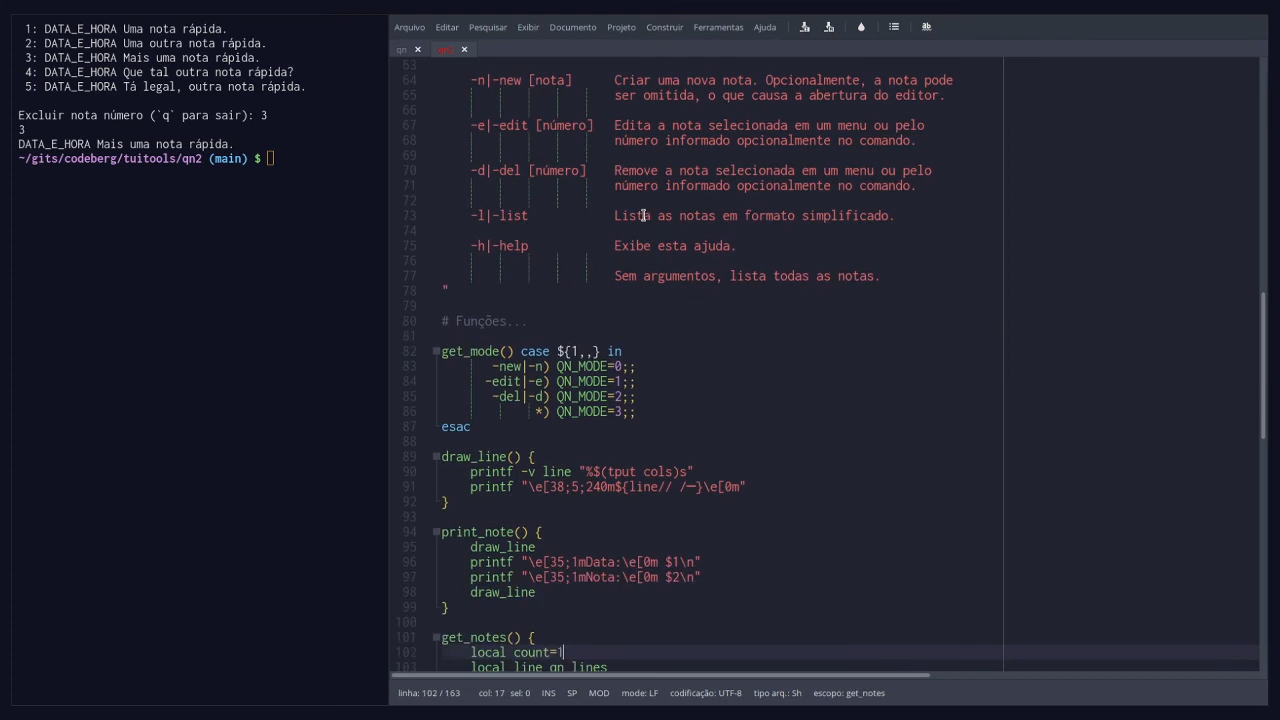 1: DATA_E_HORA Uma nota rápida.
2: DATA_E_HORA Uma outra nota rápida.
3: DATA_E_HORA Mais uma nota rápida.
4: DATA_E_HORA Que tal outra nota rápida?
5: DATA_E_HORA Tá legal, outra nota rápida.
Excluir nota número (`q` para sair): 3
3
DATA_E_HORA Mais uma nota rápida.
~/gits/codeberg/tuitools/qn2 (main) $
Arquivo Editar Pesquisar Exibir Documento Projeto Construir Ferramentas Ajuda
qn × qn2 ×
63
64 -n|-new [nota] Criar uma nova nota. Opcionalmente, a nota pode
65 ser omitida, o que causa a abertura do editor.
66
67 -e|-edit [número] Edita a nota selecionada em um menu ou pelo
68 número informado opcionalmente no comando.
69
70 -d|-del [número] Remove a nota selecionada em um menu ou pelo
71 número informado opcionalmente no comando.
72
73 -l|-list Lista as notas em formato simplificado.
74
75 -h|-help Exibe esta ajuda.
76
77 Sem argumentos, lista todas as notas.
78 "
79
80 # Funções...
81
82 get_mode() case ${1,,} in
83 -new|-n) QN_MODE=0;;
84 -edit|-e) QN_MODE=1;;
85 -del|-d) QN_MODE=2;;
86 *) QN_MODE=3;;
87 esac
88
89 draw_line() {
90 printf -v line "%$(tput cols)s"
91 printf "\e[38;5;240m${line// /─}\e[0m"
92 }
93
94 print_note() {
95 draw_line
96 printf "\e[35;1mData:\e[0m $1\n"
97 printf "\e[35;1mNota:\e[0m $2\n"
98 draw_line
99 }
100
101 get_notes() {
102 local count=1
103 local line qn_lines
linha: 102 / 163 col: 17 sel: 0 INS SP MOD mode: LF codificação: UTF-8 tipo arq.: Sh escopo: get_notes